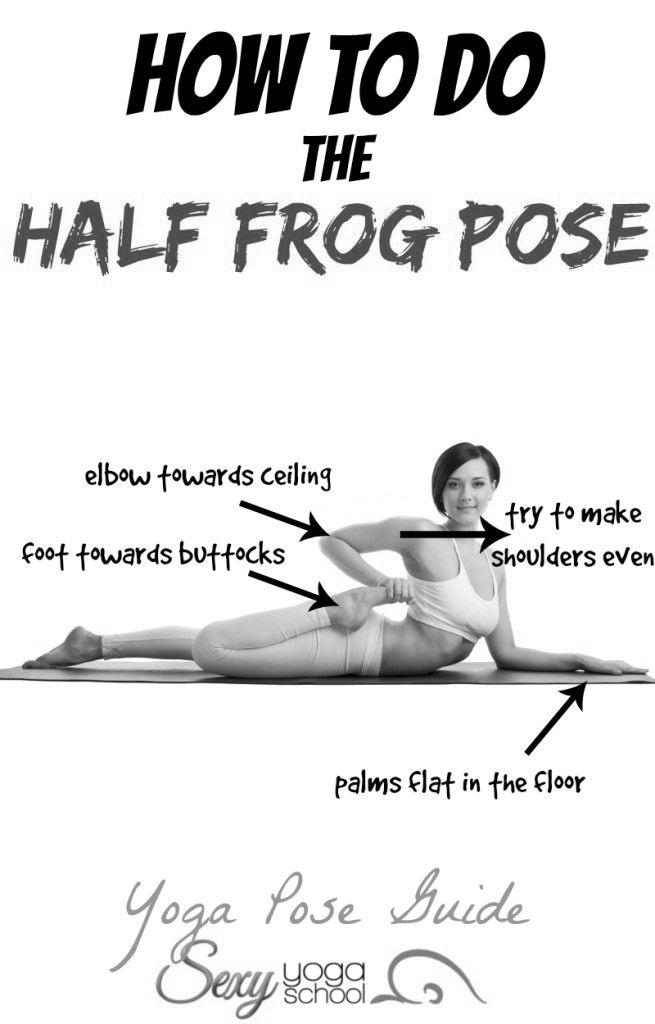 HOW TO DO
THE
HALF FROG POSE
elbow towards ceiling
foot towards buttocks
try to make
shoulders even
palms flat in the floor
Yoga Pose Guide
Sexy yoga
school